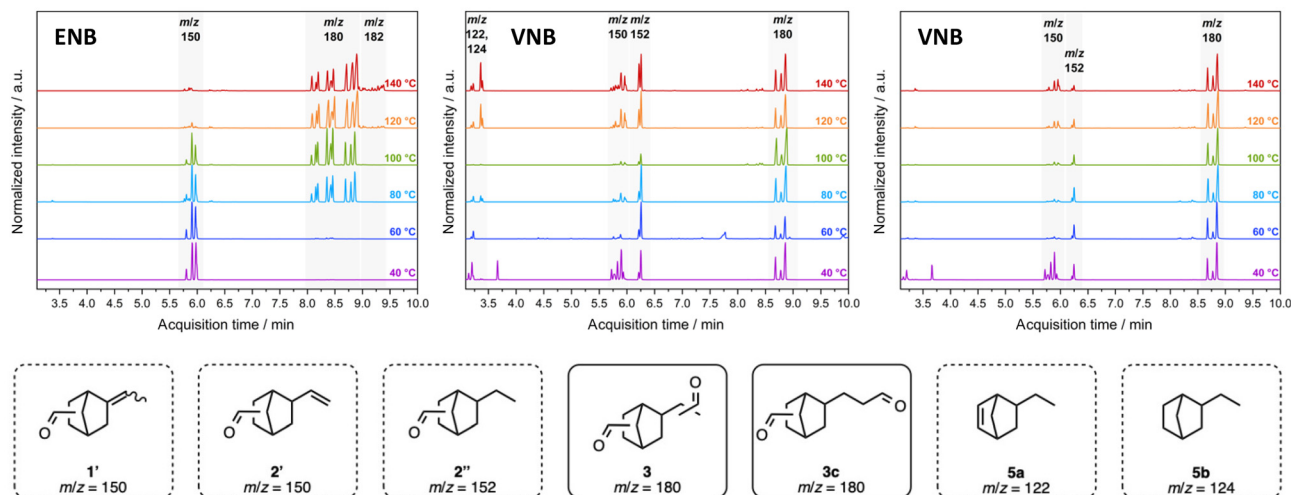 ENB
m/z
150
m/z
180
m/z
182
140 °C
120 °C
100 °C
80 °C
60 °C
40 °C
Normalized intensity / a.u.
3.5 4.0 4.5 5.0 5.5 6.0 6.5 7.0 7.5 8.0 8.5 9.0 9.5 10.0
Acquisition time / min
VNB
m/z
122,
124
m/z
150
m/z
152
m/z
180
140 °C
120 °C
100 °C
80 °C
60 °C
40 °C
Normalized intensity / a.u.
3.5 4.0 4.5 5.0 5.5 6.0 6.5 7.0 7.5 8.0 8.5 9.0 9.5 10.0
Acquisition time / min
VNB
m/z
150
m/z
152
m/z
180
140 °C
120 °C
100 °C
80 °C
60 °C
40 °C
Normalized intensity / a.u.
3.5 4.0 4.5 5.0 5.5 6.0 6.5 7.0 7.5 8.0 8.5 9.0 9.5 10.0
Acquisition time / min
O
1'
m/z = 150
O
2'
m/z = 150
O
2''
m/z = 152
O
O
3
m/z = 180
O
O
3c
m/z = 180
5a
m/z = 122
5b
m/z = 124